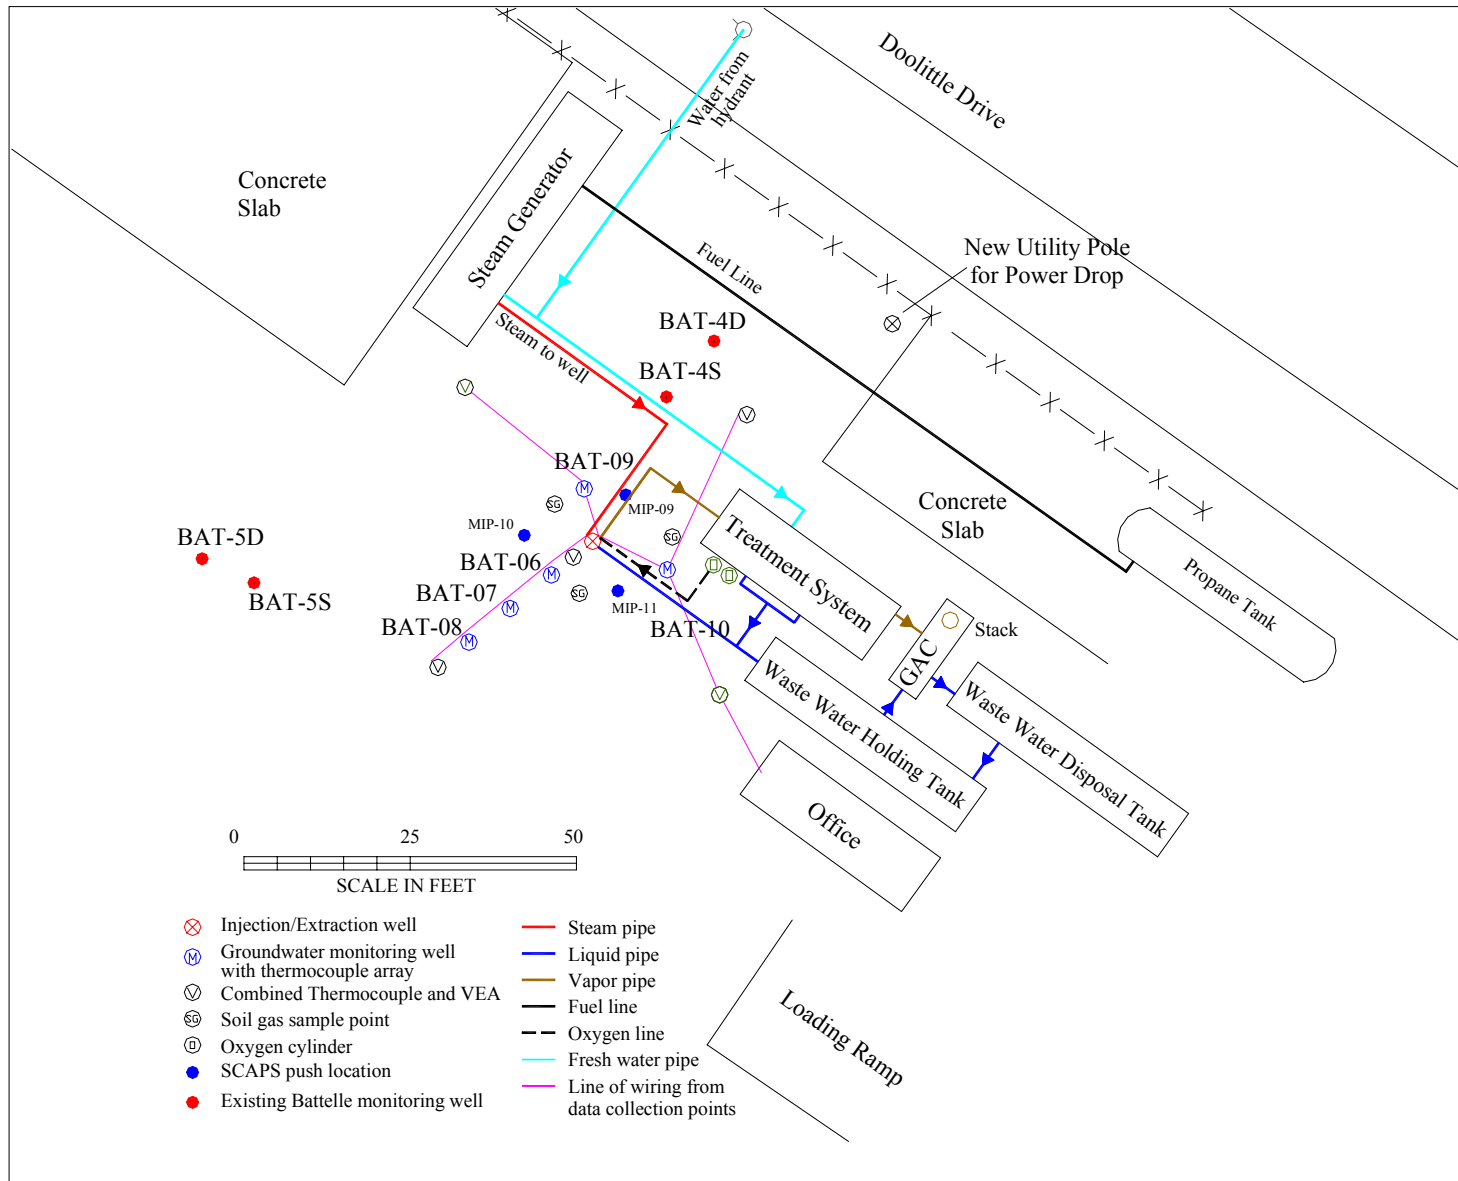 Doolittle Drive
Water from
hydrant
Concrete
Slab
Steam Generator
New Utility Pole
for Power Drop
Fuel Line
BAT-4D
Steam to well
BAT-4S
V
V
BAT-09
M
SG
MIP-09
MIP-10
SG
Concrete
Slab
Treatment System
BAT-5D
BAT-06
V
M
M
BAT-5S
BAT-07
SG
MIP-11
Propane Tank
M
BAT-08
M
BAT-10
Stack
GAC
V
V
Waste Water Holding Tank
Waste Water Disposal Tank
Office
0
25
50
SCALE IN FEET
Injection/Extraction well
M
Groundwater monitoring well
with thermocouple array
V
Combined Thermocouple and VEA
SG
Soil gas sample point
Oxygen cylinder
SCAPS push location
Existing Battelle monitoring well
Steam pipe
Liquid pipe
Vapor pipe
Fuel line
Oxygen line
Fresh water pipe
Line of wiring from
data collection points
Loading Ramp